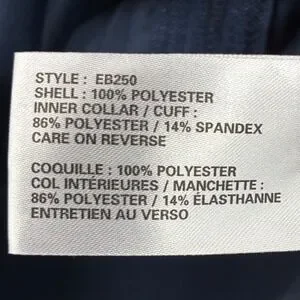 STYLE : EB250
SHELL : 100% POLYESTER
INNER COLLAR / CUFF :
86% POLYESTER / 14% SPANDEX
CARE ON REVERSE
COQUILLE : 100% POLYESTER
COL INTÉRIEURES / MANCHETTE :
86% POLYESTER / 14% ÉLASTHANNE
ENTRETIEN AU VERSO